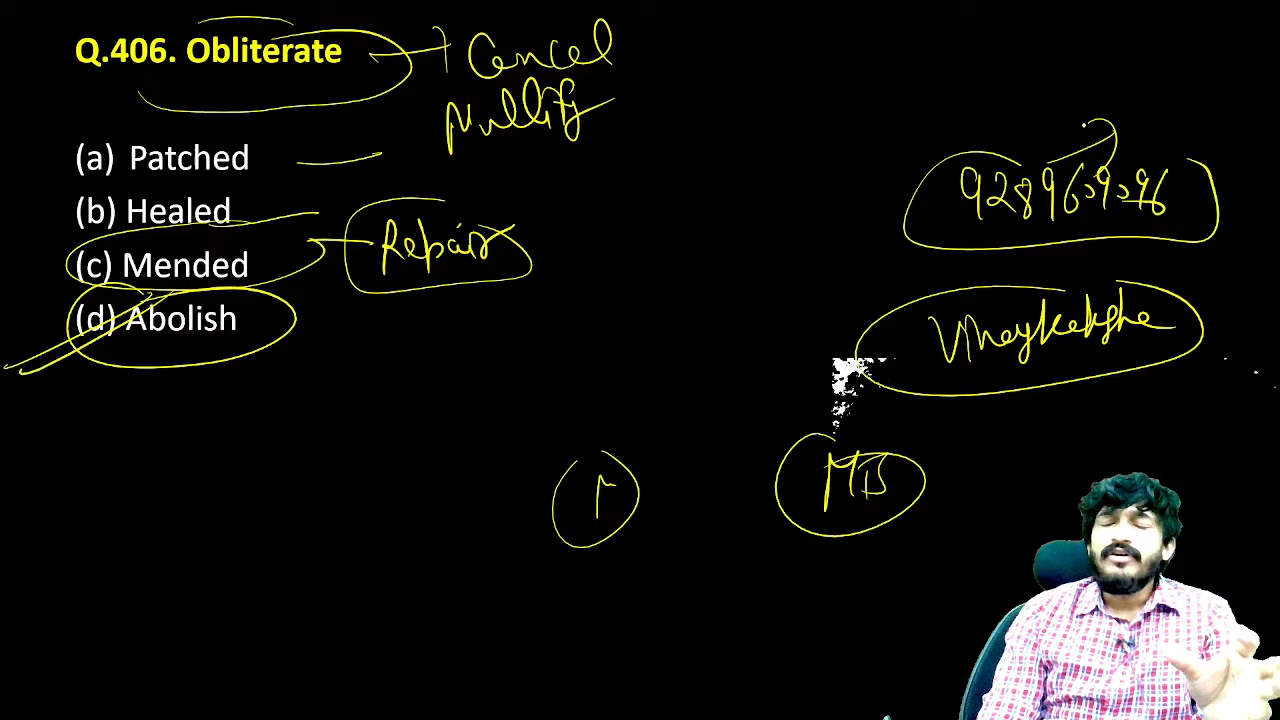 Q.406. Obliterate
Cancel
Nullify
(a) Patched
(b) Healed
(c) Mended
Repair
(d) Abolish
MB